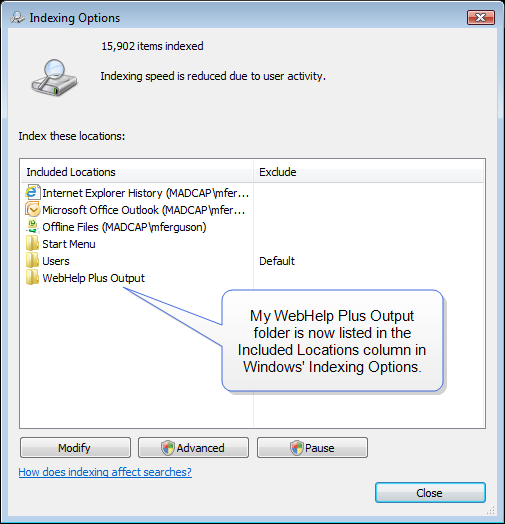 Indexing Options
15,902 items indexed
Indexing speed is reduced due to user activity.
Index these locations:
Included Locations Exclude
Internet Explorer History (MADCAP\mfer...
Microsoft Office Outlook (MADCAP\mfer...
Offline Files (MADCAP\mferguson)
Start Menu
Users Default
WebHelp Plus Output
My WebHelp Plus Output
folder is now listed in the
Included Locations column in
Windows' Indexing Options.
Modify Advanced Pause
How does indexing affect searches?
Close